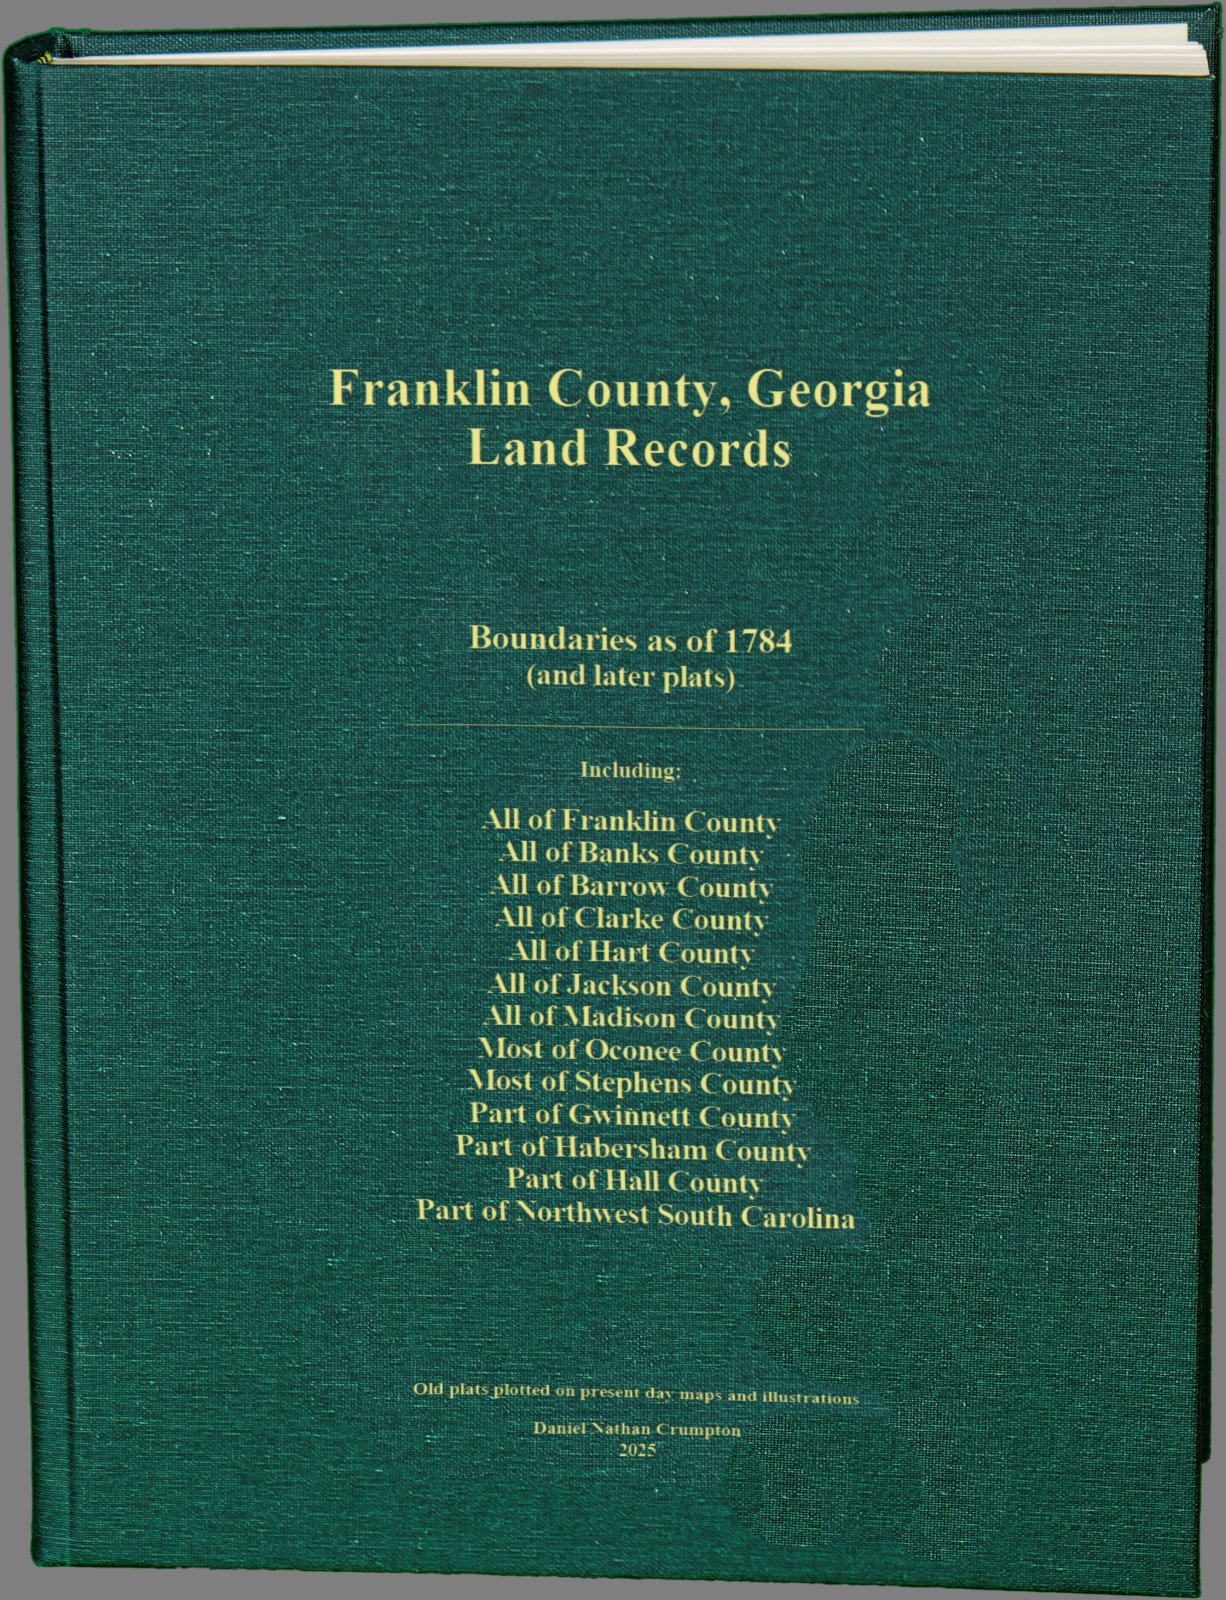 Franklin County, Georgia
Land Records
Boundaries as of 1784
(and later plats)
Including:
All of Franklin County
All of Banks County
All of Barrow County
All of Clarke County
All of Hart County
All of Jackson County
All of Madison County
Most of Oconee County
Most of Stephens County
Part of Gwinnett County
Part of Habersham County
Part of Hall County
Part of Northwest South Carolina
Old plats plotted on present day maps and illustrations
Daniel Nathan Crumpton
2025